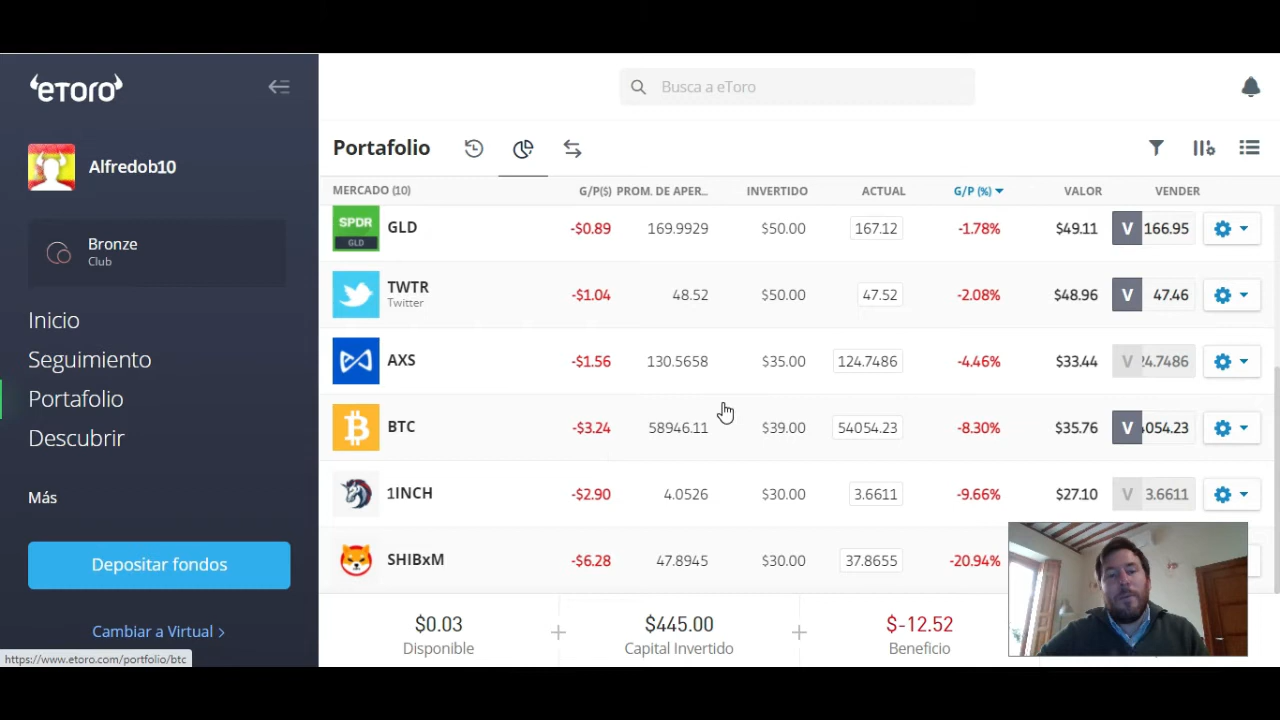 eTORO
Busca a eToro
Alfredob10
Bronze
Club
Inicio
Seguimiento
Portafolio
Descubrir
Más
Depositar fondos
Cambiar a Virtual >
https://www.etoro.com/portfolio/btc
Portafolio
MERCADO (10) G/P($) PROM. DE APER... INVERTIDO ACTUAL G/P (%) VALOR VENDER
SPDR GLD GLD -$0.89 169.9929 $50.00 167.12 -1.78% $49.11 V 166.95
TWTR Twitter -$1.04 48.52 $50.00 47.52 -2.08% $48.96 V 47.46
AXS -$1.56 130.5658 $35.00 124.7486 -4.46% $33.44 V 24.7486
BTC -$3.24 58946.11 $39.00 54054.23 -8.30% $35.76 V 054.23
1INCH -$2.90 4.0526 $30.00 3.6611 -9.66% $27.10 V 3.6611
SHIBxM -$6.28 47.8945 $30.00 37.8655 -20.94%
$0.03 + $445.00 + $-12.52
Disponible Capital Invertido Beneficio